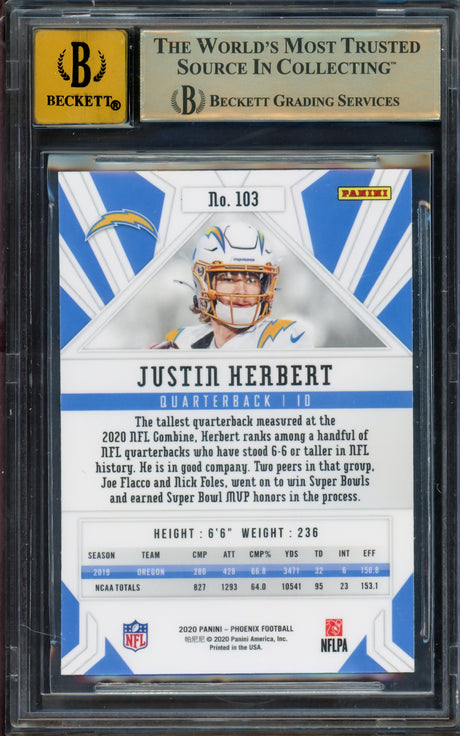 THE WORLD'S MOST TRUSTED
SOURCE IN COLLECTING™
B
BECKETT®
B BECKETT GRADING SERVICES
No. 103
PANINI
JUSTIN HERBERT
QUARTERBACK | 10
The tallest quarterback measured at the
2020 NFL Combine, Herbert ranks among a handful of
NFL quarterbacks who have stood 6-6 or taller in NFL
history. He is in good company. Two peers in that group,
Joe Flacco and Nick Foles, went on to win Super Bowls
and earned Super Bowl MVP honors in the process.
HEIGHT : 6'6" WEIGHT : 236
SEASON TEAM CMP ATT CMP% YDS TD INT EFF
2019 OREGON 286 428 66.8 3471 32 6 156.8
NCAA TOTALS 827 1293 64.0 10541 95 23 153.1
NFL
2020 PANINI – PHOENIX FOOTBALL
帕尼尼 © 2020 Panini America, Inc.
Printed in the USA.
NFLPA